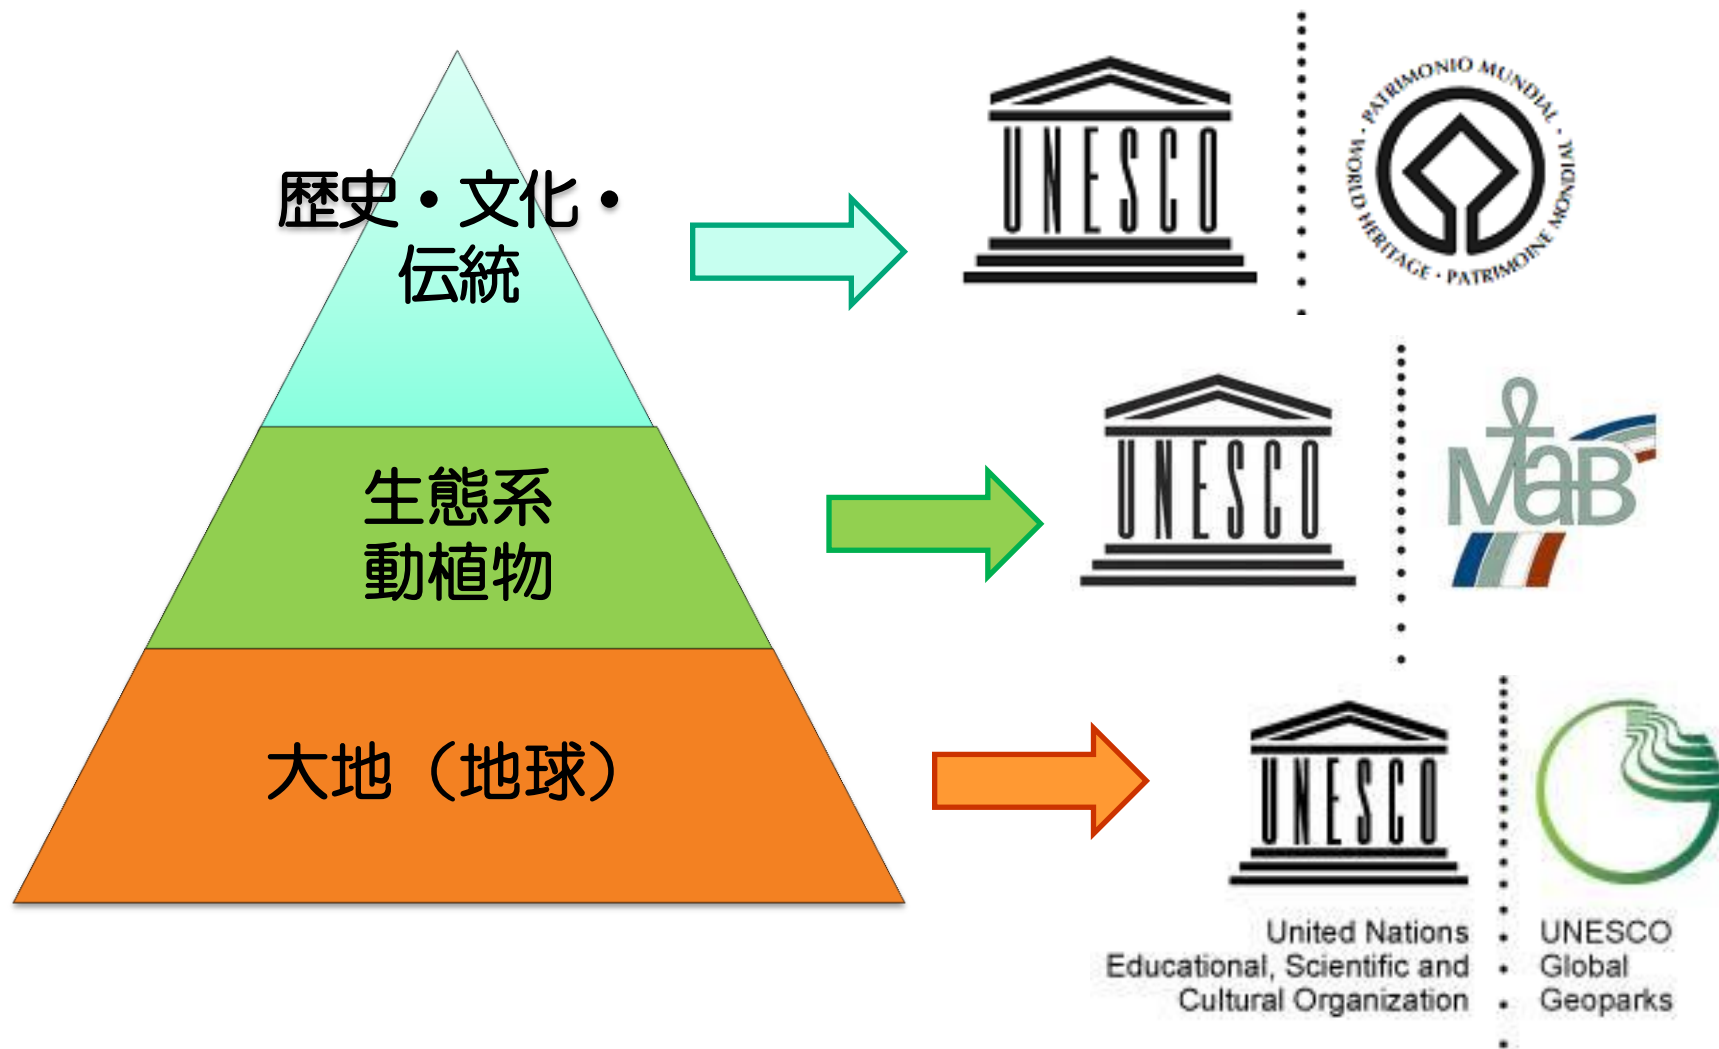 歴史・文化・
伝統
生態系
動植物
大地（地球）
UNESCO
WORLD HERITAGE · PATRIMONIO MUNDIAL · PATRIMOINE MONDIAL ·
UNESCO
MaB
UNESCO
United Nations
Educational, Scientific and
Cultural Organization
UNESCO
Global
Geoparks